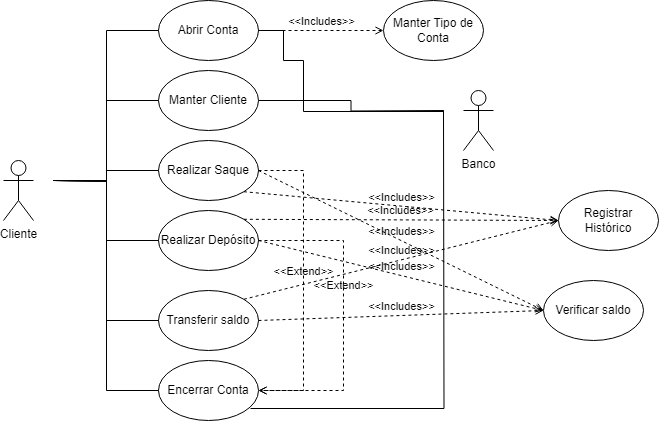 Abrir Conta
<<Includes>>
Manter Tipo de
Conta
Manter Cliente
Banco
Realizar Saque
<<Includes>>
<<Includes>>
Registrar
Histórico
Cliente
Realizar Depósito
<<Includes>>
<<Includes>>
<<Includes>>
<<Extend>>
<<Extend>>
Transferir saldo
<<Includes>>
Verificar saldo
Encerrar Conta